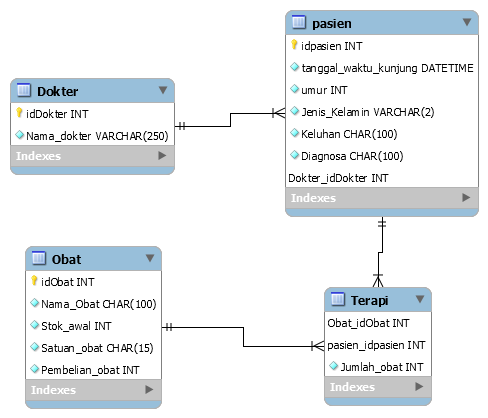 pasien
idpasien INT
tanggal_waktu_kunjung DATETIME
umur INT
Jenis_Kelamin VARCHAR(2)
Keluhan CHAR(100)
Diagnosa CHAR(100)
Dokter_idDokter INT
Indexes
Dokter
idDokter INT
Nama_dokter VARCHAR(250)
Indexes
Obat
idObat INT
Nama_Obat CHAR(100)
Stok_awal INT
Satuan_obat CHAR(15)
Pembelian_obat INT
Indexes
Terapi
Obat_idObat INT
pasien_idpasien INT
Jumlah_obat INT
Indexes